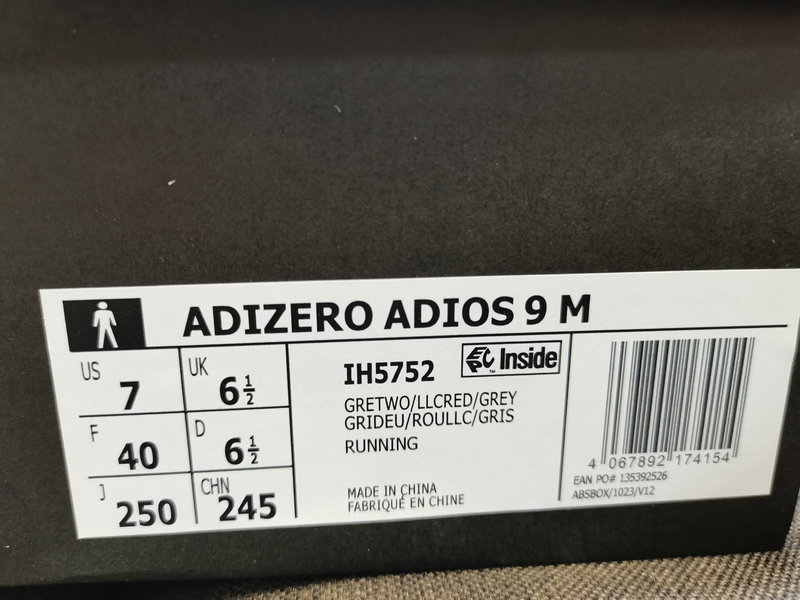 ADIZERO ADIOS 9 M
US 7
UK 6 1/2
F 40
D 6 1/2
J 250
CHN 245
IH5752
EFC Inside
TM
GRETWO/LLCRED/GREY
GRIDEU/ROULLC/GRIS
RUNNING
MADE IN CHINA
FABRIQUÉ EN CHINE
4 067892 174154
EAN PO# 135392526
ABSBOX/1023/V12